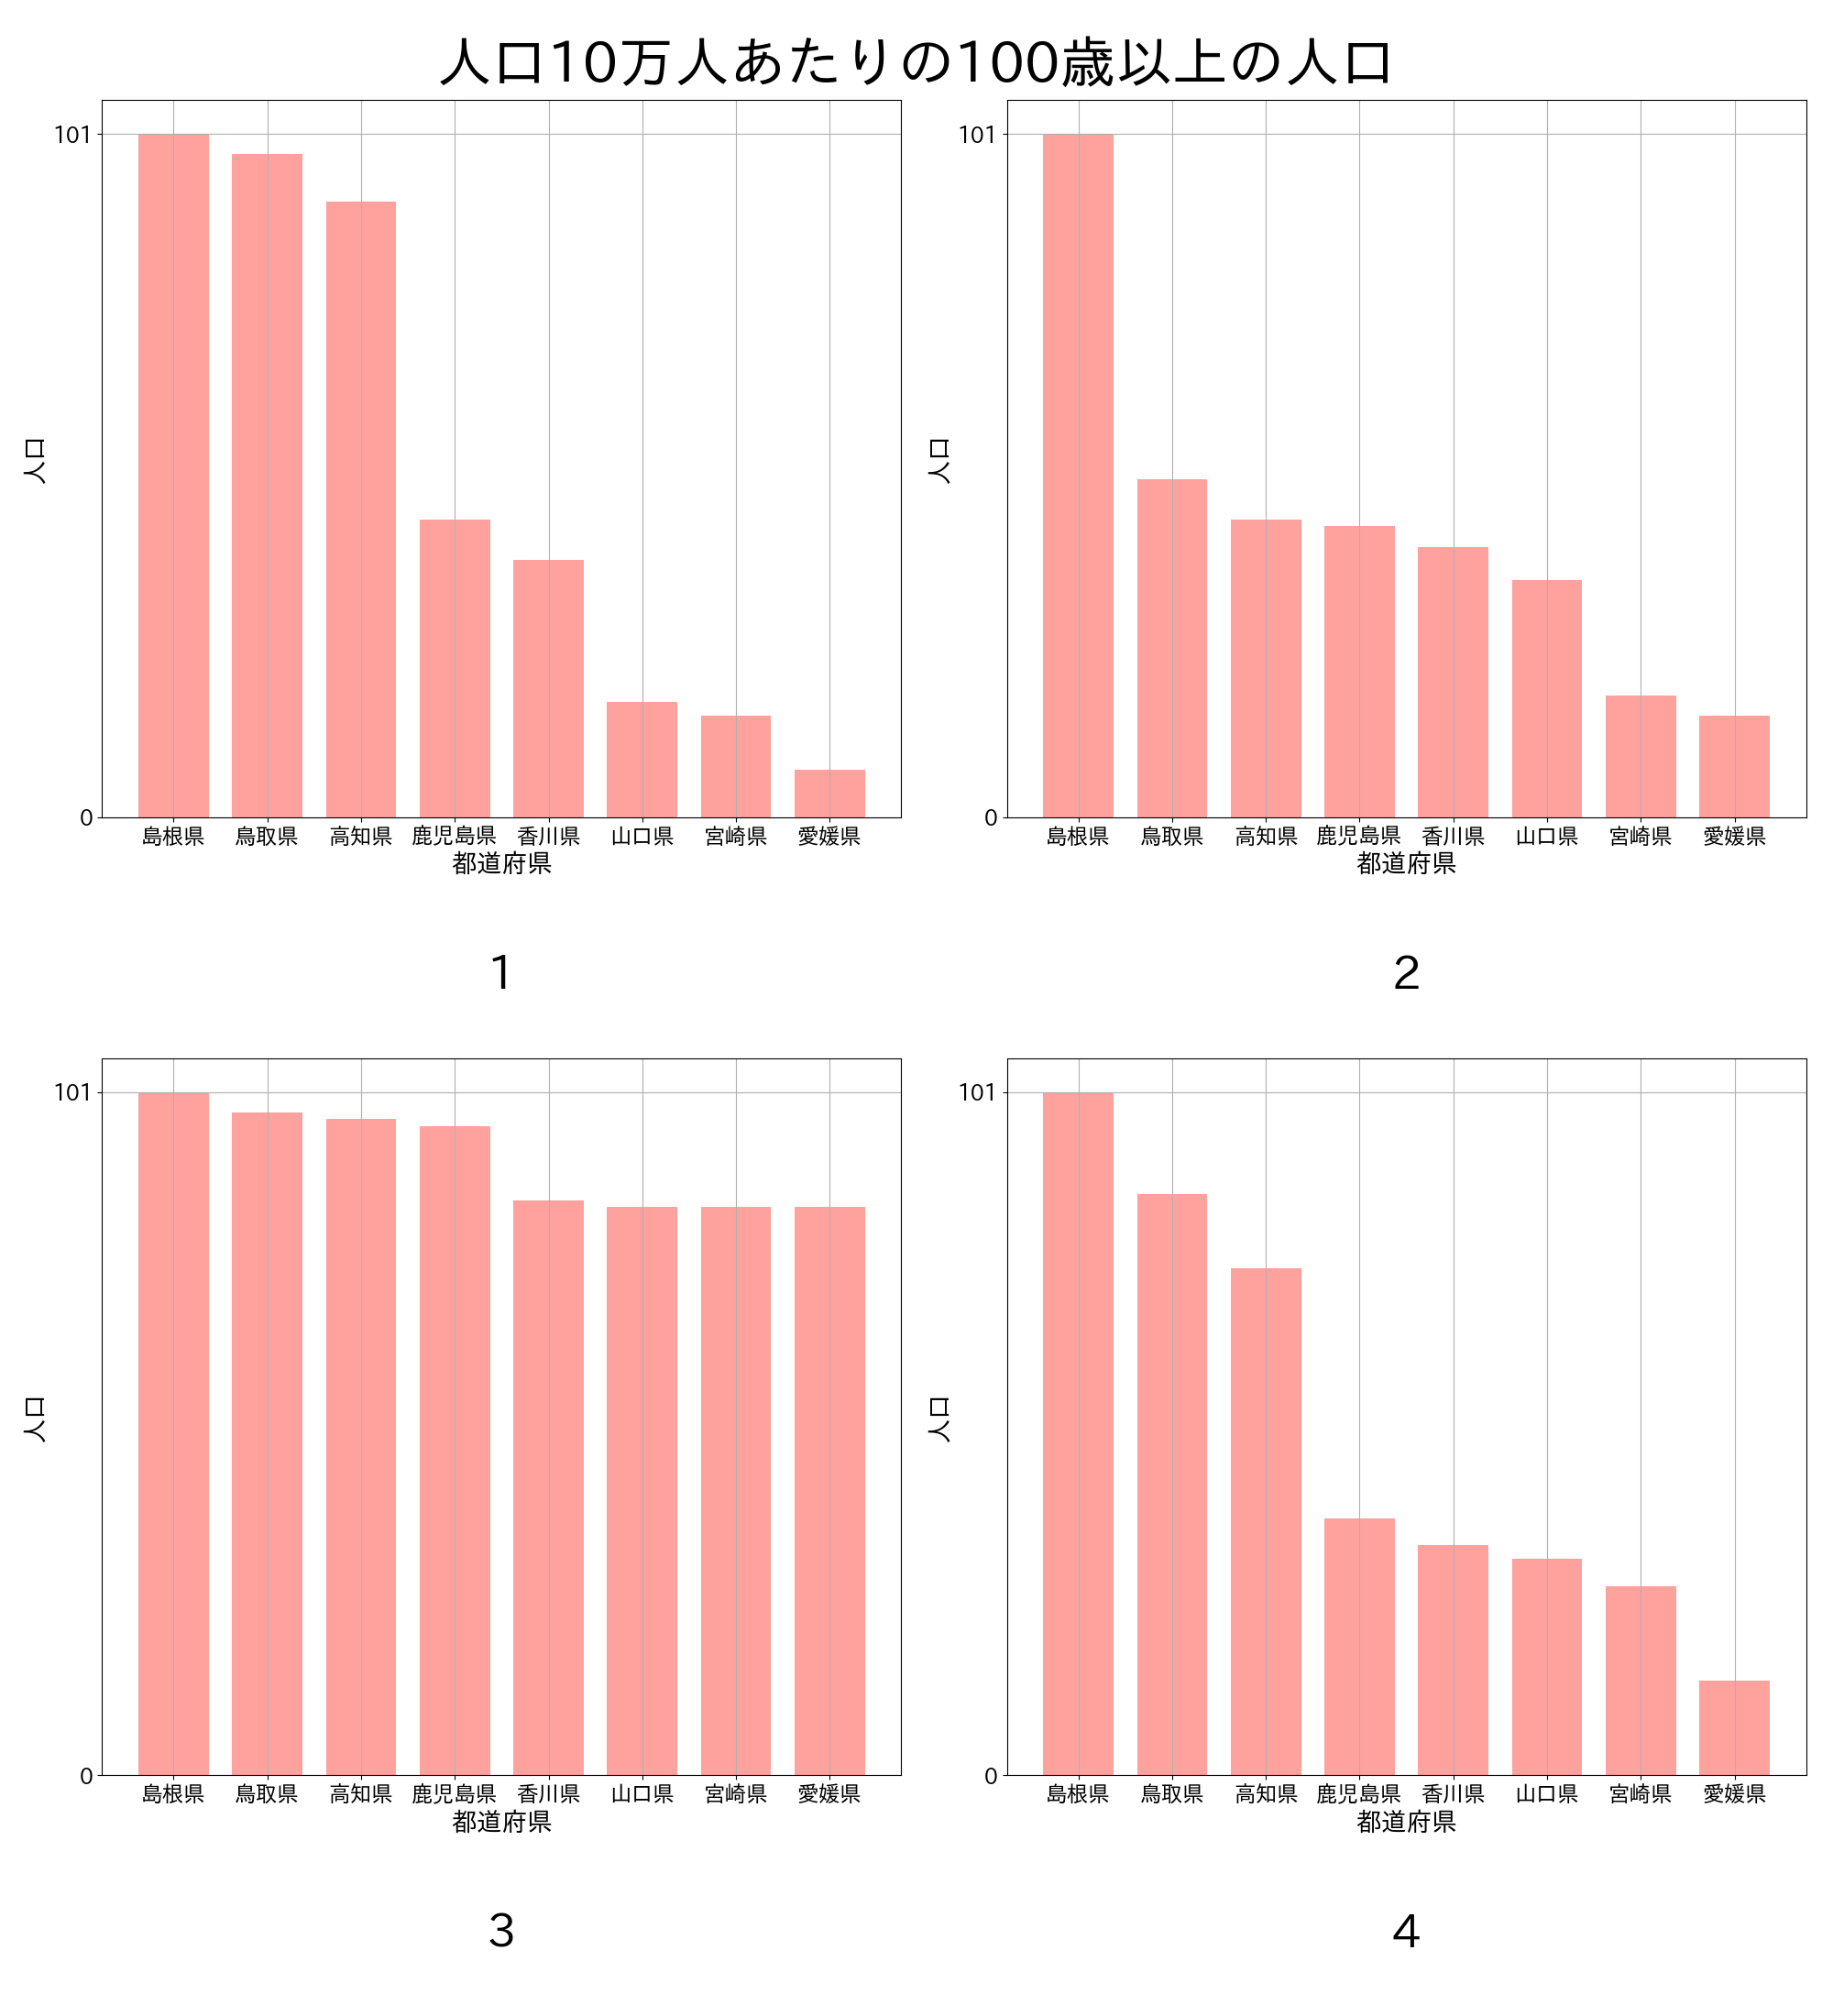 人口10万人あたりの100歳以上の人口
101
人口
0
島根県 鳥取県 高知県 鹿児島県 香川県 山口県 宮崎県 愛媛県
都道府県
1
101
人口
0
島根県 鳥取県 高知県 鹿児島県 香川県 山口県 宮崎県 愛媛県
都道府県
2
101
人口
0
島根県 鳥取県 高知県 鹿児島県 香川県 山口県 宮崎県 愛媛県
都道府県
3
101
人口
0
島根県 鳥取県 高知県 鹿児島県 香川県 山口県 宮崎県 愛媛県
都道府県
4